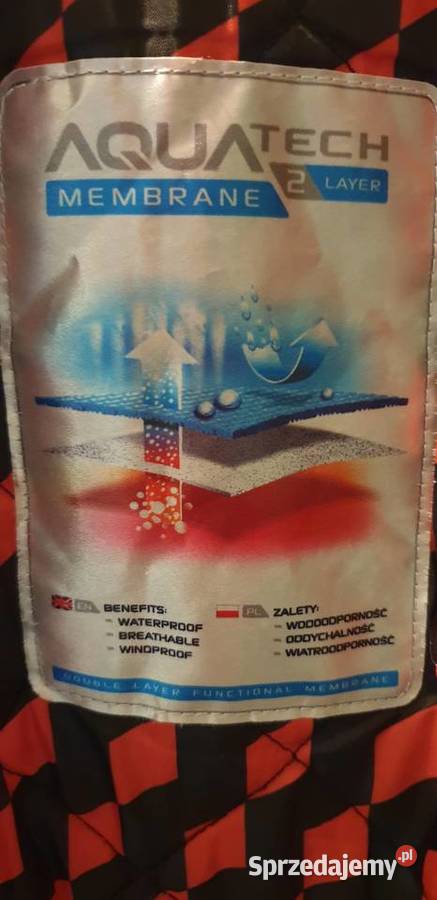 AQUATECH
MEMBRANE 2 LAYER
EN BENEFITS:
- WATERPROOF
- BREATHABLE
- WINDPROOF
PL ZALETY:
- WODOODPORNOŚĆ
- ODDYCHALNOŚĆ
- WIATROODPORNOŚĆ
DOUBLE LAYER FUNCTIONAL MEMBRANE
Sprzedajemy.pl